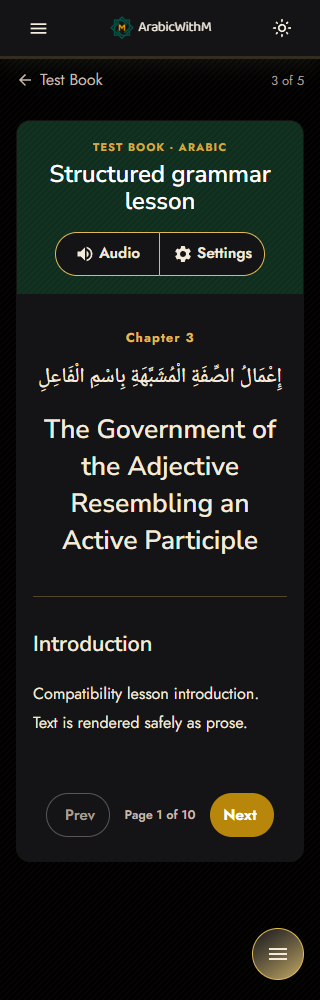 ArabicWithM
Test Book
3 of 5
TEST BOOK · ARABIC
Structured grammar
lesson
Audio
Settings
Chapter 3
إِعْمَالُ الصِّفَةِ الْمُشَبَّهَةِ بِاسْمِ الْفَاعِلِ
The Government of
the Adjective
Resembling an
Active Participle
Introduction
Compatibility lesson introduction.
Text is rendered safely as prose.
Prev
Page 1 of 10
Next